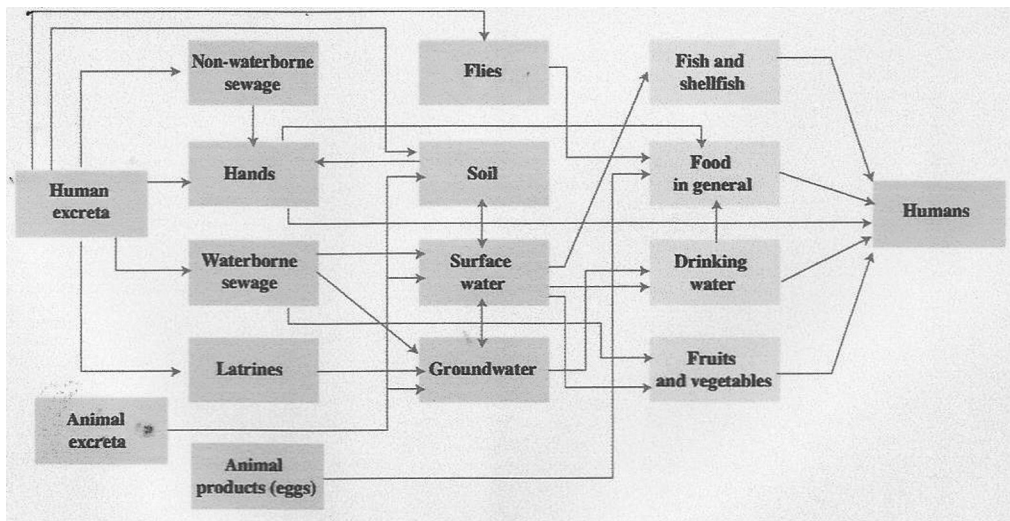 Non-waterborne
sewage
Flies
Fish and
shellfish
Human
excreta
Hands
Soil
Food
in general
Humans
Waterborne
sewage
Surface
water
Drinking
water
Latrines
Groundwater
Fruits
and vegetables
Animal
excreta
Animal
products (eggs)